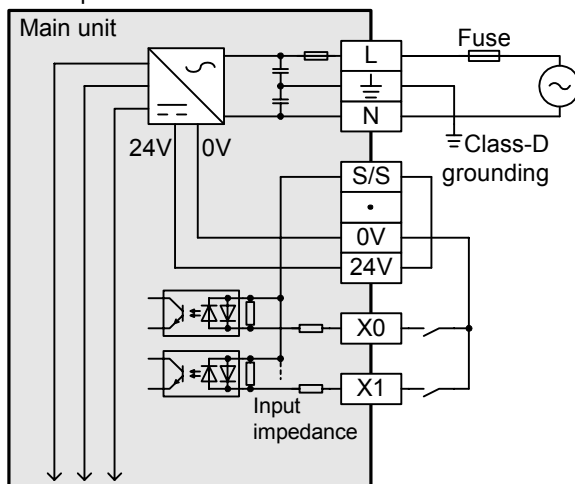 Main unit
L
Fuse
N
24V 0V
Class-D
grounding
S/S
•
0V
24V
X0
X1
Input
impedance